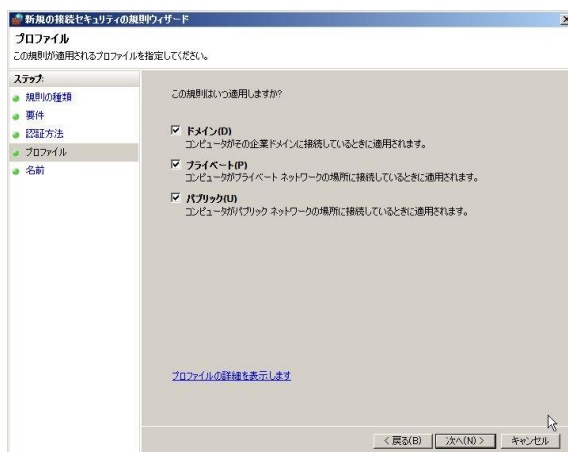 新規の接続セキュリティの規則ウィザード
プロファイル
この規則が適用されるプロファイルを指定してください。
ステップ:
規則の種類
要件
認証方法
プロファイル
名前
この規則はいつ適用しますか?
ドメイン(D)
コンピュータがその企業ドメインに接続しているときに適用されます。
プライベート(P)
コンピュータがプライベート ネットワークの場所に接続しているときに適用されます。
パブリック(U)
コンピュータがパブリック ネットワークの場所に接続しているときに適用されます。
プロファイルの詳細を表示します
< 戻る(B) 次へ(N) > キャンセル